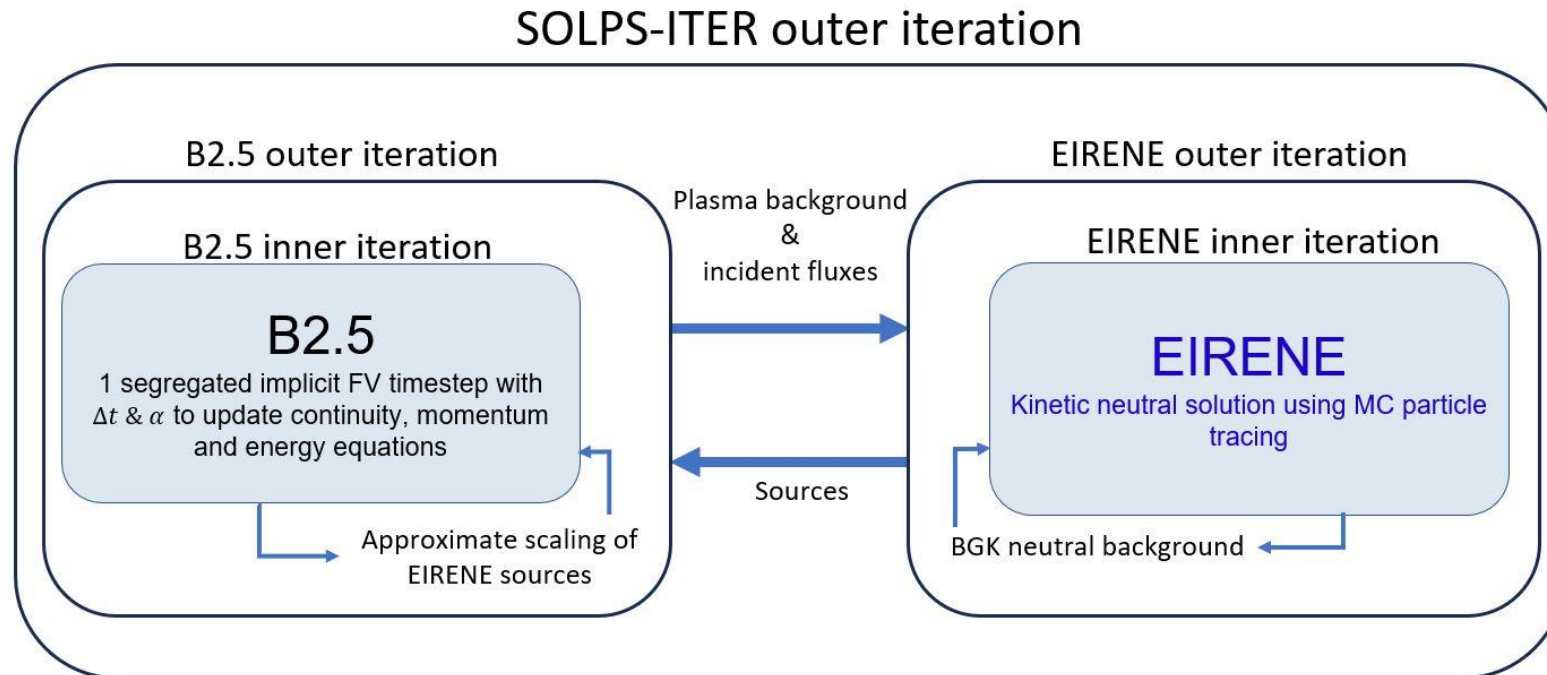 SOLPS-ITER outer iteration
B2.5 outer iteration
B2.5 inner iteration
B2.5
1 segregated implicit FV timestep with
Δt & α to update continuity, momentum
and energy equations
Approximate scaling of
EIRENE sources
Plasma background
&
incident fluxes
Sources
EIRENE outer iteration
EIRENE inner iteration
EIRENE
Kinetic neutral solution using MC particle
tracing
BGK neutral background